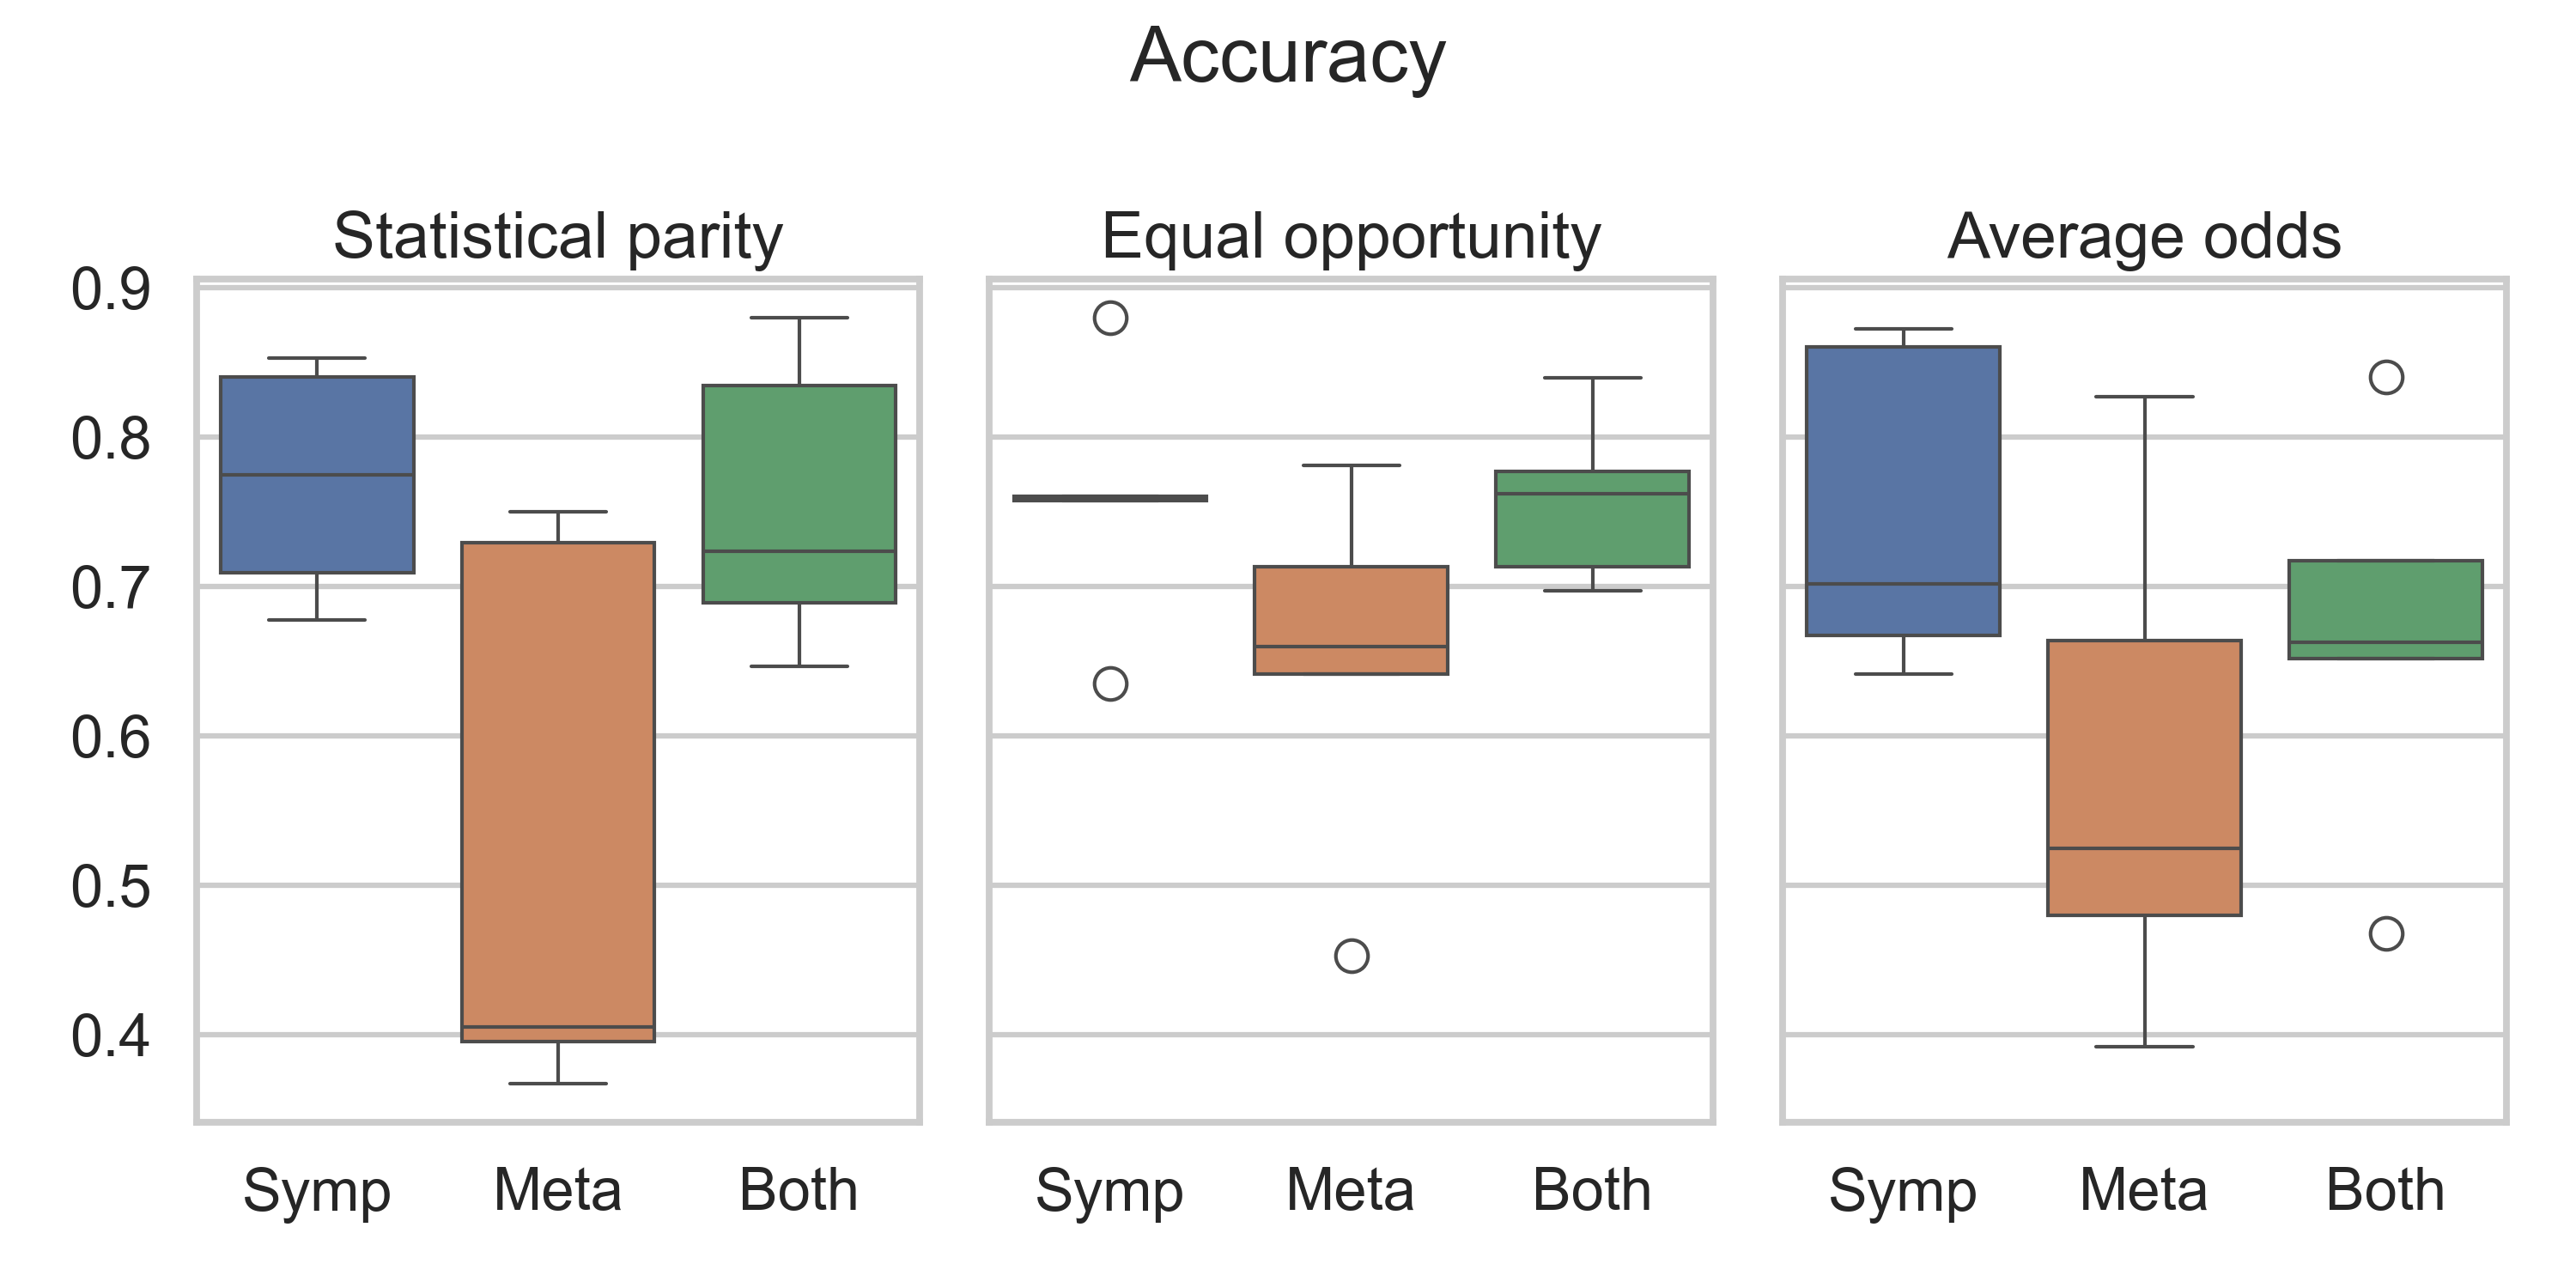 Accuracy
Statistical parity
Equal opportunity
Average odds
0.9
0.8
0.7
0.6
0.5
0.4
Symp Meta Both
Symp Meta Both
Symp Meta Both